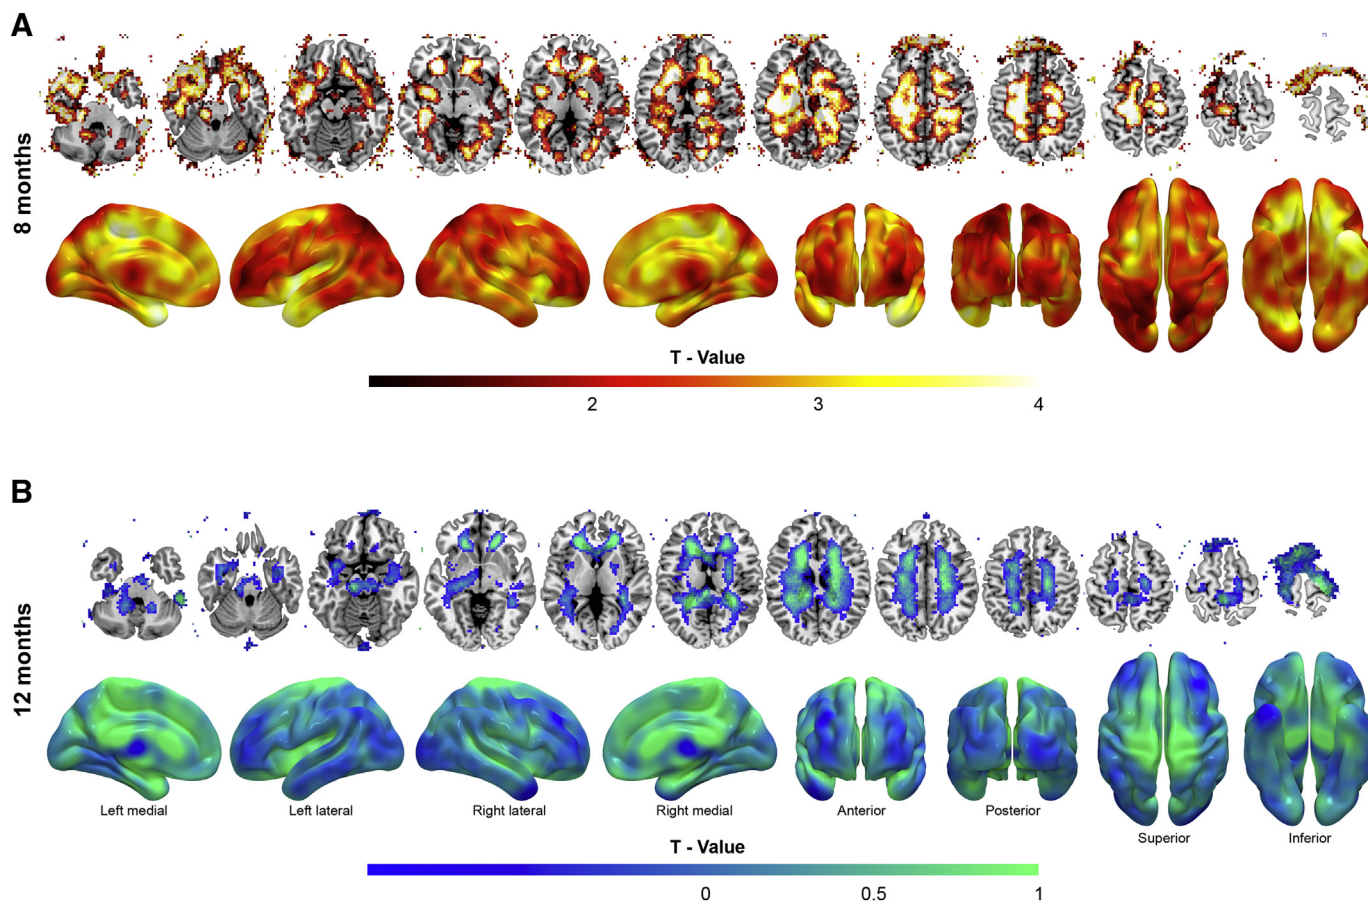 A
75
8 months
T - Value
2 3 4
B
12 months
Left medial Left lateral Right lateral Right medial Anterior Posterior
Superior Inferior
T - Value
0 0.5 1